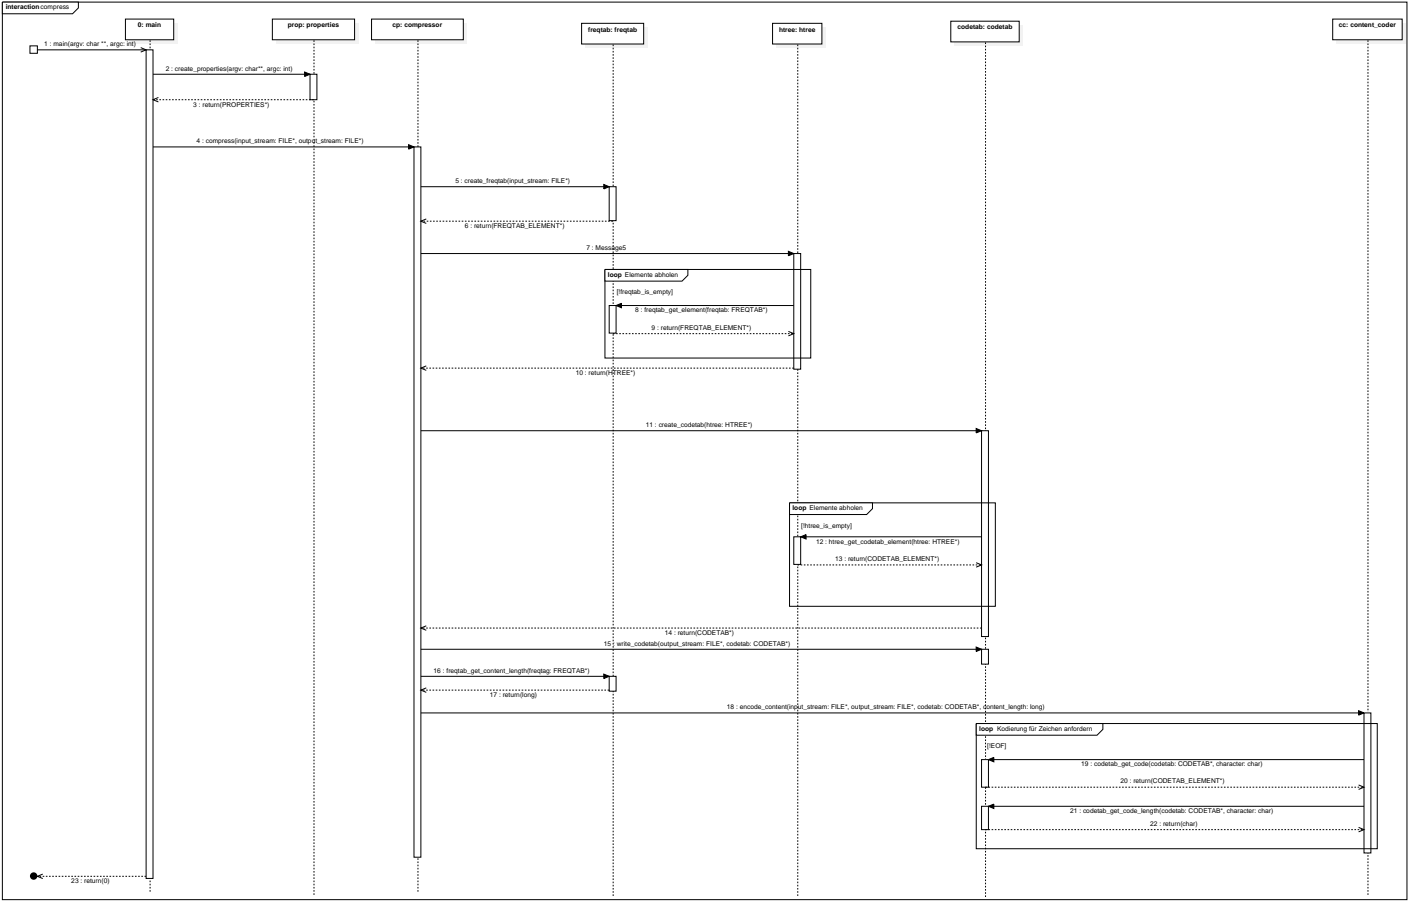 interaction compress
0: main
prop: properties
cp: compressor
freqtab: freqtab
htree: htree
codetab: codetab
cc: content_coder
1 : main(argv: char **, argc: int)
2 : create_properties(argv: char**, argc: int)
3 : return(PROPERTIES*)
4 : compress(input_stream: FILE*, output_stream: FILE*)
5 : create_freqtab(input_stream: FILE*)
6 : return(FREQTAB_ELEMENT*)
7 : Message5
loop Elemente abholen
[!freqtab_is_empty]
8 : freqtab_get_element(freqtab: FREQTAB*)
9 : return(FREQTAB_ELEMENT*)
10 : return(HTREE*)
11 : create_codetab(htree: HTREE*)
loop Elemente abholen
[!htree_is_empty]
12 : htree_get_codetab_element(htree: HTREE*)
13 : return(CODETAB_ELEMENT*)
14 : return(CODETAB*)
15 : write_codetab(output_stream: FILE*, codetab: CODETAB*)
16 : freqtab_get_content_length(freqtag: FREQTAB*)
17 : return(long)
18 : encode_content(input_stream: FILE*, output_stream: FILE*, codetab: CODETAB*, content_length: long)
loop Kodierung für Zeichen anfordern
[!EOF]
19 : codetab_get_code(codetab: CODETAB*, character: char)
20 : return(CODETAB_ELEMENT*)
21 : codetab_get_code_length(codetab: CODETAB*, character: char)
22 : return(char)
23 : return(0)